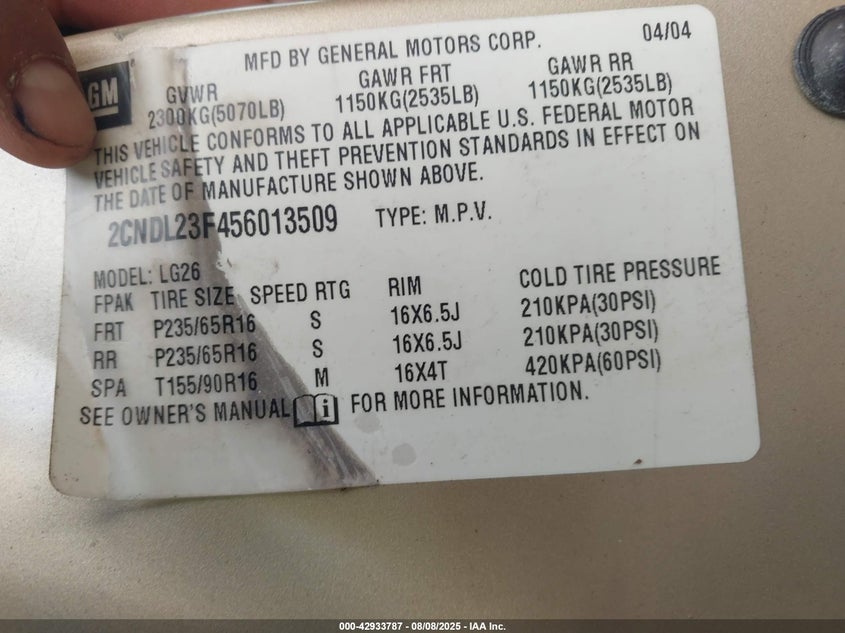 MFD BY GENERAL MOTORS CORP. 04/04
GM
GVWR GAWR FRT GAWR RR
2300KG(5070LB) 1150KG(2535LB) 1150KG(2535LB)
THIS VEHICLE CONFORMS TO ALL APPLICABLE U.S. FEDERAL MOTOR
VEHICLE SAFETY AND THEFT PREVENTION STANDARDS IN EFFECT ON
THE DATE OF MANUFACTURE SHOWN ABOVE.
2CNDL23F456013509 TYPE: M.P.V.
MODEL: LG26
FPAK TIRE SIZE SPEED RTG RIM COLD TIRE PRESSURE
FRT P235/65R16 S 16X6.5J 210KPA(30PSI)
RR P235/65R16 S 16X6.5J 210KPA(30PSI)
SPA T155/90R16 M 16X4T 420KPA(60PSI)
SEE OWNER'S MANUAL i FOR MORE INFORMATION.
000-42933787 - 08/08/2025 - IAA Inc.